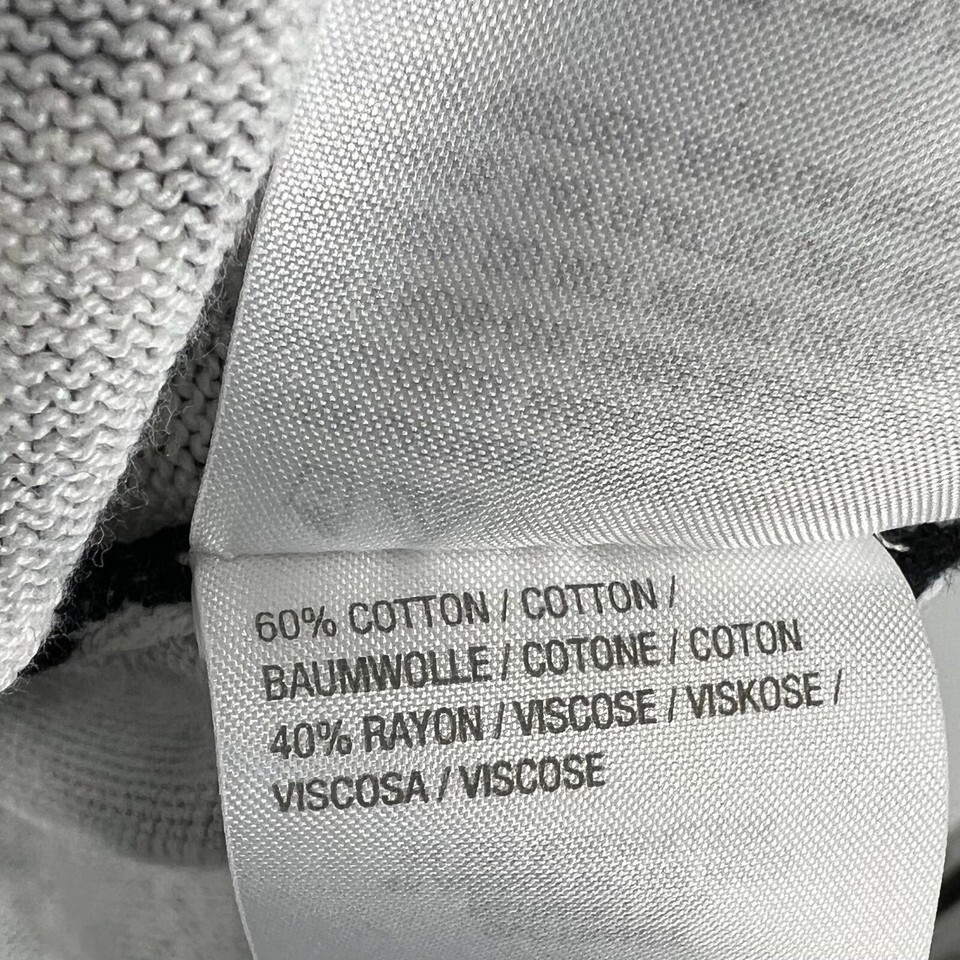 60% COTTON / COTTON /
BAUMWOLLE / COTONE / COTON
40% RAYON / VISCOSE / VISKOSE /
VISCOSA / VISCOSE